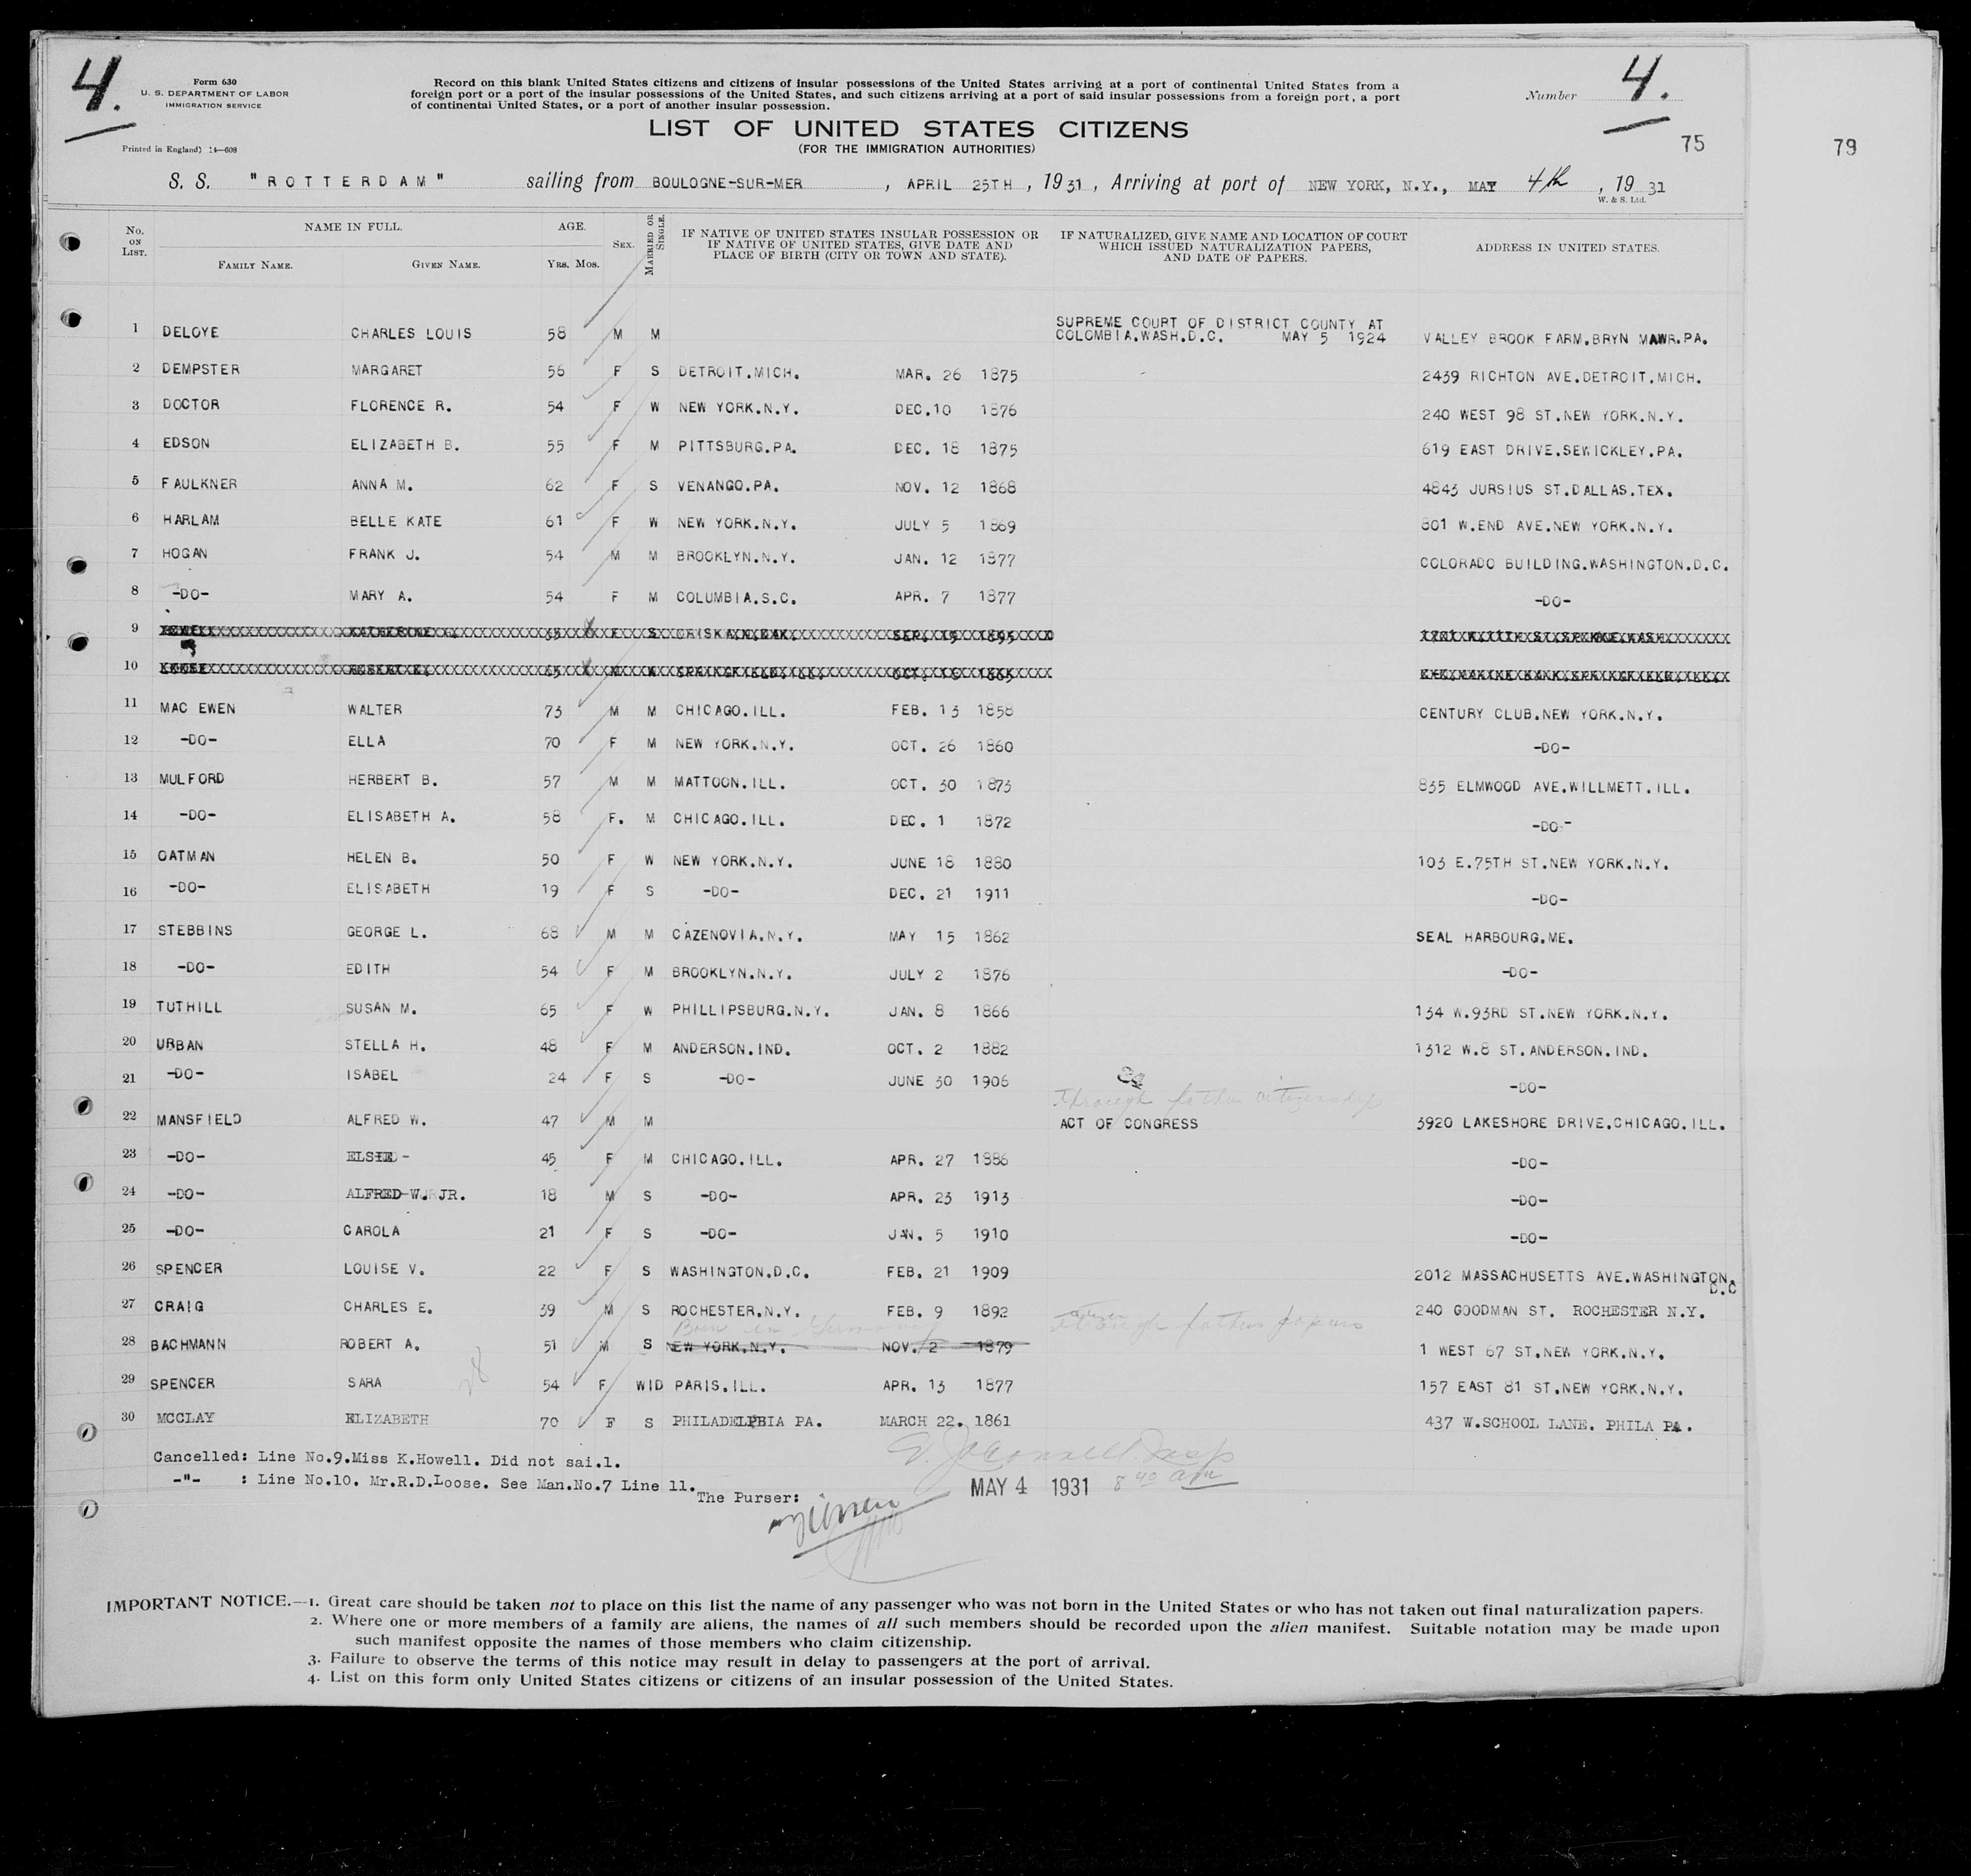 4.
Form 630
U. S. DEPARTMENT OF LABOR
IMMIGRATION SERVICE
Printed in England) 14—608
Record on this blank United States citizens and citizens of insular possessions of the United States arriving at a port of continental United States from a
foreign port or a port of the insular possessions of the United States, and such citizens arriving at a port of said insular possessions from a foreign port, a port
of continental United States, or a port of another insular possession.
Number 4.
LIST OF UNITED STATES CITIZENS
(FOR THE IMMIGRATION AUTHORITIES)
75
79
S. S. "ROTTERDAM" sailing from BOULOGNE-SUR-MER, APRIL 25TH, 1931, Arriving at port of NEW YORK, N.Y., MAY 4th, 1931
W. & S. Ltd.
No. ON LIST. NAME IN FULL. FAMILY NAME. GIVEN NAME. AGE. YRS. MOS. SEX. MARRIED OR SINGLE. IF NATIVE OF UNITED STATES INSULAR POSSESSION OR IF NATIVE OF UNITED STATES, GIVE DATE AND PLACE OF BIRTH (CITY OR TOWN AND STATE). IF NATURALIZED, GIVE NAME AND LOCATION OF COURT WHICH ISSUED NATURALIZATION PAPERS, AND DATE OF PAPERS. ADDRESS IN UNITED STATES.
1 DELOYE CHARLES LOUIS 58 M M SUPREME COURT OF DISTRICT COUNTY AT COLOMBIA.WASH.D.C. MAY 5 1924 VALLEY BROOK FARM.BRYN MAWR.PA.
2 DEMPSTER MARGARET 56 F S DETROIT.MICH. MAR. 26 1875 2439 RICHTON AVE.DETROIT.MICH.
3 DOCTOR FLORENCE R. 54 F W NEW YORK.N.Y. DEC.10 1876 240 WEST 98 ST.NEW YORK.N.Y.
4 EDSON ELIZABETH B. 55 F M PITTSBURG.PA. DEC. 18 1875 619 EAST DRIVE.SEWICKLEY.PA.
5 FAULKNER ANNA M. 62 F S VENANGO.PA. NOV. 12 1868 4843 JURSIUS ST.DALLAS.TEX.
6 HARLAM BELLE KATE 61 F W NEW YORK.N.Y. JULY 5 1869 801 W.END AVE.NEW YORK.N.Y.
7 HOGAN FRANK J. 54 M M BROOKLYN.N.Y. JAN. 12 1877 COLORADO BUILDING.WASHINGTON.D.C.
8 -DO- MARY A. 54 F M COLUMBIA.S.C. APR. 7 1877 -DO-
9
10
11 MAC EWEN WALTER 73 M M CHICAGO.ILL. FEB. 13 1858 CENTURY CLUB.NEW YORK.N.Y.
12 -DO- ELLA 70 F M NEW YORK.N.Y. OCT. 26 1860 -DO-
13 MULFORD HERBERT B. 57 M M MATTOON.ILL. OCT. 30 1873 835 ELMWOOD AVE.WILLMETT.ILL.
14 -DO- ELISABETH A. 58 F. M CHICAGO.ILL. DEC. 1 1872 -DO-
15 OATMAN HELEN B. 50 F W NEW YORK.N.Y. JUNE 18 1880 103 E.75TH ST.NEW YORK.N.Y.
16 -DO- ELISABETH 19 F S -DO- DEC. 21 1911 -DO-
17 STEBBINS GEORGE L. 68 M M CAZENOVIA.N.Y. MAY 15 1862 SEAL HARBOURG.ME.
18 -DO- EDITH 54 F M BROOKLYN.N.Y. JULY 2 1876 -DO-
19 TUTHILL SUSAN M. 65 F W PHILLIPSBURG.N.Y. JAN. 8 1866 134 W.93RD ST.NEW YORK.N.Y.
20 URBAN STELLA H. 48 F M ANDERSON.IND. OCT. 2 1882 1312 W.8 ST.ANDERSON.IND.
21 -DO- ISABEL 24 F S -DO- JUNE 30 1906 -DO-
Through father citizenship
22 MANSFIELD ALFRED W. 47 M M ACT OF CONGRESS 3920 LAKESHORE DRIVE.CHICAGO.ILL.
23 -DO- ELSIE 45 F M CHICAGO.ILL. APR. 27 1886 -DO-
24 -DO- ALFRED W. JR. 18 M S -DO- APR. 23 1913 -DO-
25 -DO- CAROLA 21 F S -DO- JAN. 5 1910 -DO-
26 SPENCER LOUISE V. 22 F S WASHINGTON.D.C. FEB. 21 1909 2012 MASSACHUSETTS AVE.WASHINGTON. D.C
27 CRAIG CHARLES E. 39 M S ROCHESTER.N.Y. FEB. 9 1892 240 GOODMAN ST. ROCHESTER N.Y.
Born in Germany Through father papers
28 BACHMANN ROBERT A. 51 M S NEW YORK.N.Y. NOV. 2 1879 1 WEST 67 ST.NEW YORK.N.Y.
29 SPENCER SARA 54 F WID PARIS.ILL. APR. 13 1877 157 EAST 81 ST.NEW YORK.N.Y.
30 MCCLAY ELIZABETH 70 F S PHILADELPHIA PA. MARCH 22. 1861 437 W.SCHOOL LANE. PHILA PA.
Cancelled: Line No.9.Miss K.Howell. Did not sail.
-"- : Line No.10. Mr.R.D.Loose. See Man.No.7 Line 11.
The Purser:
MAY 4 1931 8 40 am
IMPORTANT NOTICE.—1. Great care should be taken not to place on this list the name of any passenger who was not born in the United States or who has not taken out final naturalization papers.
2. Where one or more members of a family are aliens, the names of all such members should be recorded upon the alien manifest. Suitable notation may be made upon
such manifest opposite the names of those members who claim citizenship.
3. Failure to observe the terms of this notice may result in delay to passengers at the port of arrival.
4. List on this form only United States citizens or citizens of an insular possession of the United States.